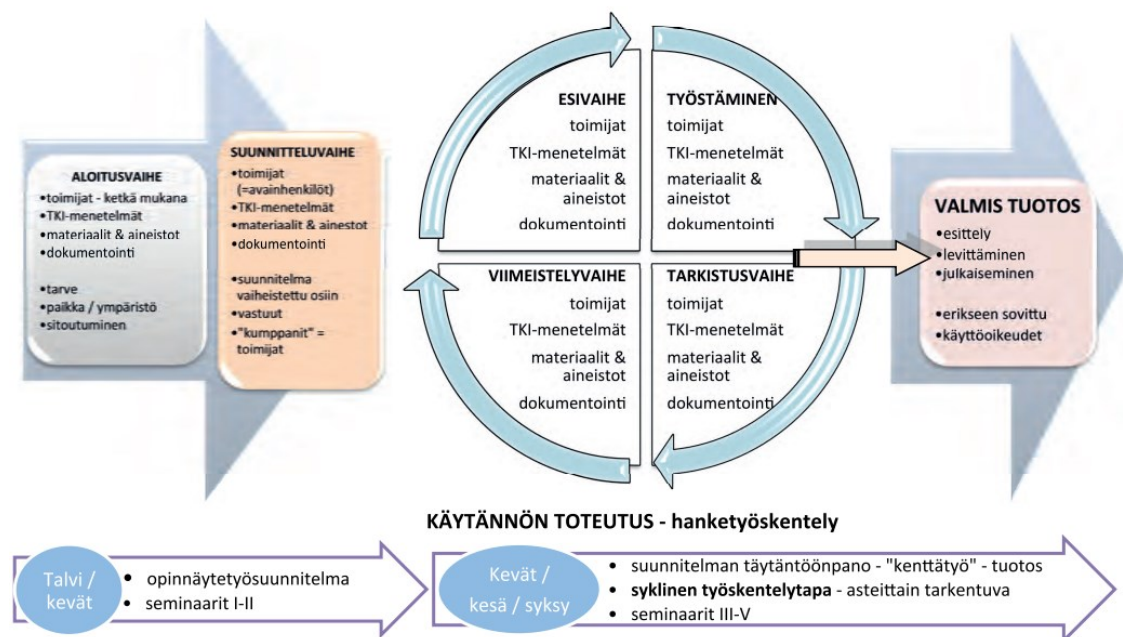 ALOITUSVAIHE
•toimijat - ketkä mukana
•TKI-menetelmät
•materiaalit & aineistot
•dokumentointi
•tarve
•paikka / ympäristö
•sitoutuminen
SUUNNITTELUVAIHE
•toimijat
(=avainhenkilöt)
•TKI-menetelmät
•materiaalit & ainestot
•dokumentointi
•suunnitelma
vaiheistettu osiin
•vastuut
•"kumppanit" =
toimijat
ESIVAIHE
toimijat
TKI-menetelmät
materiaalit &
aineistot
dokumentointi
TYÖSTÄMINEN
toimijat
TKI-menetelmät
materiaalit &
aineistot
dokumentointi
VIIMEISTELYVAIHE
toimijat
TKI-menetelmät
materiaalit &
aineistot
dokumentointi
TARKISTUSVAIHE
toimijat
TKI-menetelmät
materiaalit &
aineistot
dokumentointi
VALMIS TUOTOS
•esittely
•levittäminen
•julkaiseminen
•erikseen sovittu
•käyttöoikeudet
KÄYTÄNNÖN TOTEUTUS - hanketyöskentely
Talvi /
kevät
• opinnäytetyösuunnitelma
• seminaarit I-II
Kevät /
kesä / syksy
• suunnitelman täytäntöönpano - "kenttätyö" - tuotos
• syklinen työskentelytapa - asteittain tarkentuva
• seminaarit III-V